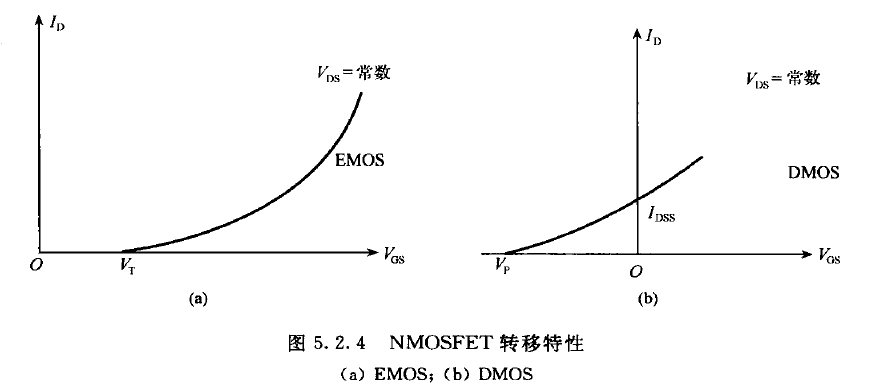 I_D
V_DS=常数
EMOS
O
V_T
V_GS
(a)
I_D
V_DS=常数
DMOS
I_DSS
V_P
O
V_GS
(b)
图 5.2.4 NMOSFET 转移特性
(a) EMOS; (b) DMOS